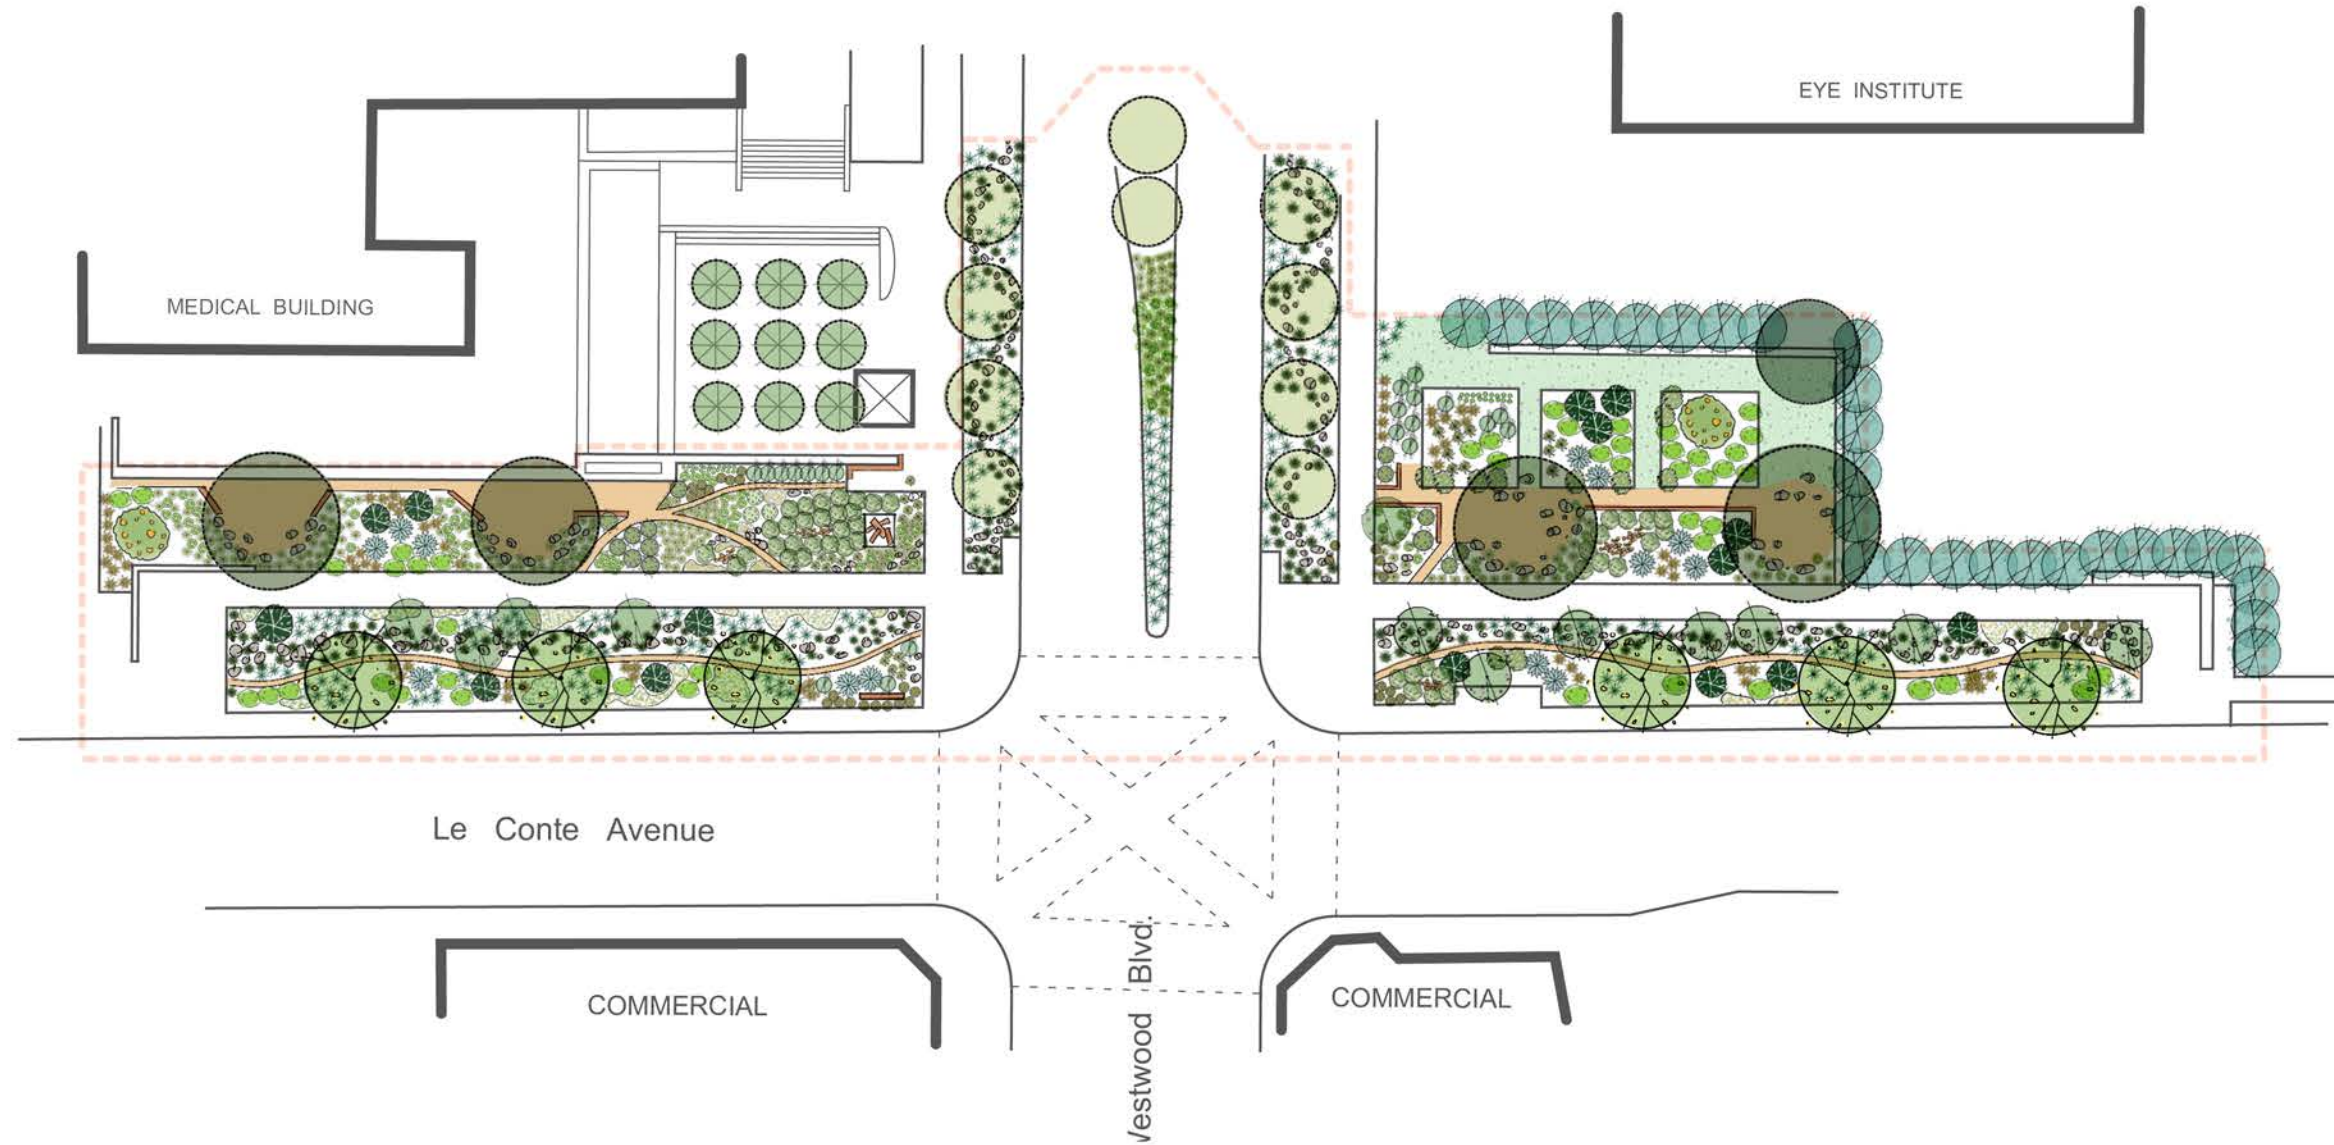 EYE INSTITUTE
MEDICAL BUILDING
Le Conte Avenue
COMMERCIAL
COMMERCIAL
Westwood Blvd.